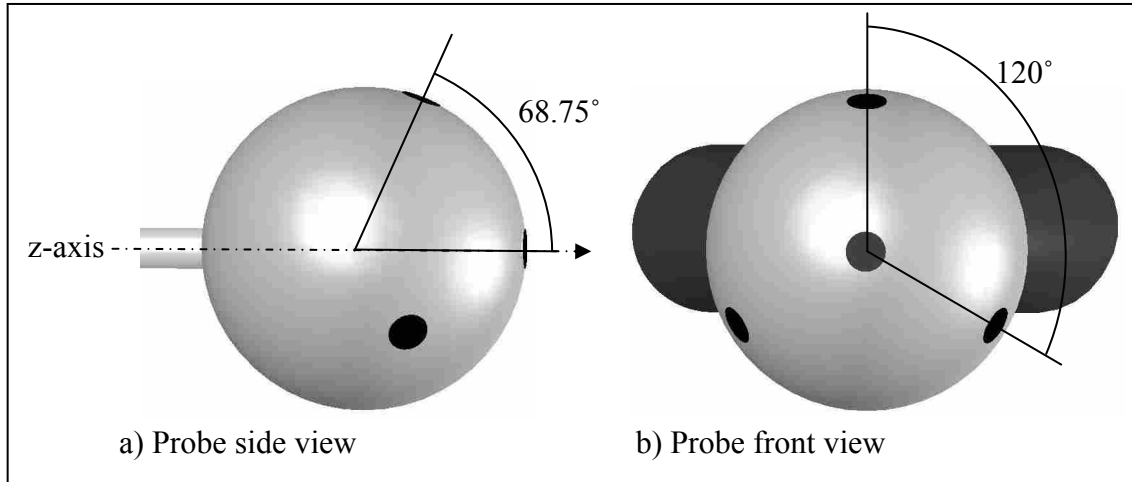 68.75˚
120˚
z-axis
a) Probe side view
b) Probe front view